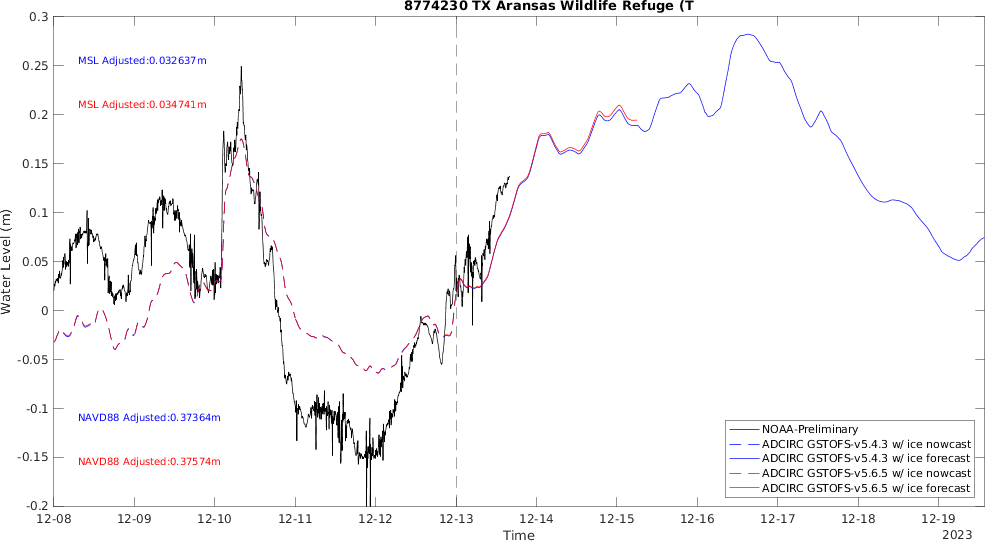 8774230 TX Aransas Wildlife Refuge (T
0.3
0.25
0.2
0.15
0.1
0.05
0
-0.05
-0.1
-0.15
-0.2
Water Level (m)
MSL Adjusted:0.032637m
MSL Adjusted:0.034741m
NAVD88 Adjusted:0.37364m
NAVD88 Adjusted:0.37574m
NOAA-Preliminary
ADCIRC GSTOFS-v5.4.3 w/ ice nowcast
ADCIRC GSTOFS-v5.4.3 w/ ice forecast
ADCIRC GSTOFS-v5.6.5 w/ ice nowcast
ADCIRC GSTOFS-v5.6.5 w/ ice forecast
12-08 12-09 12-10 12-11 12-12 12-13 12-14 12-15 12-16 12-17 12-18 12-19
Time
2023